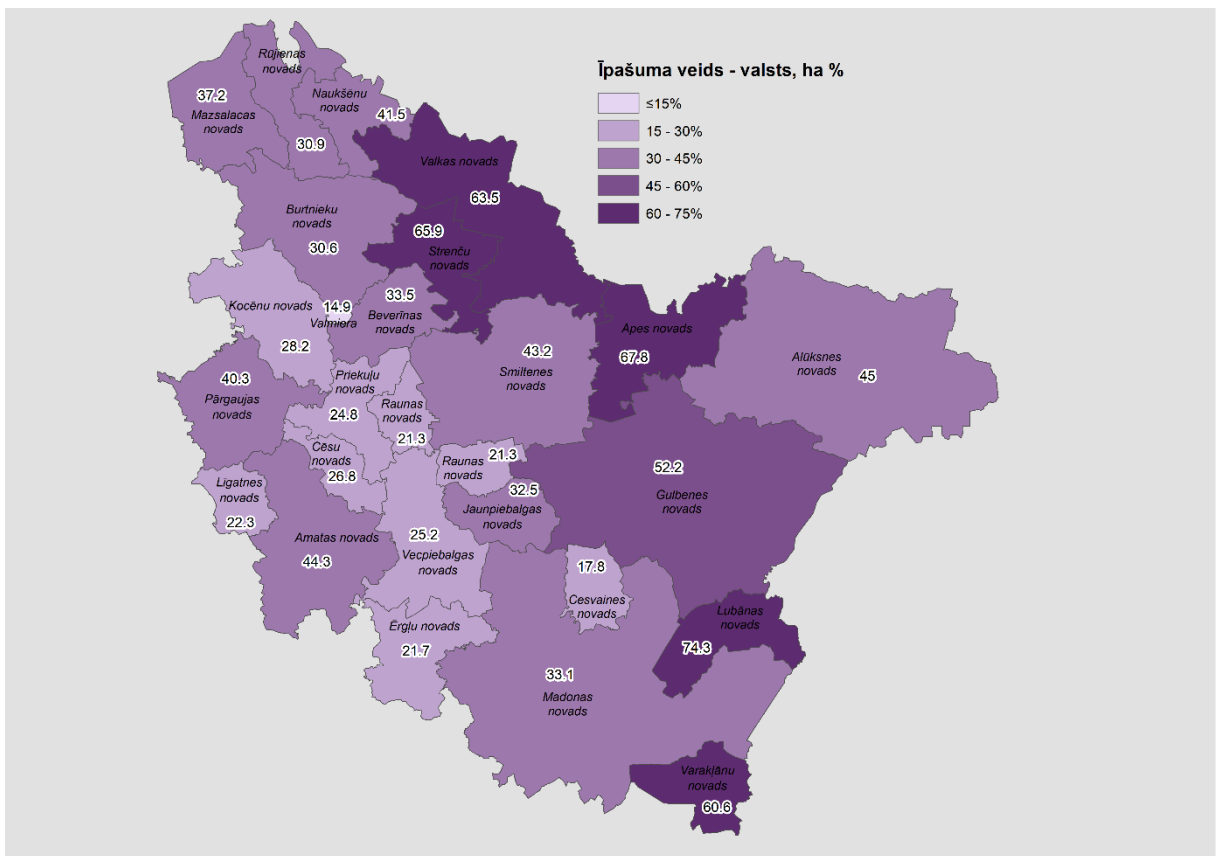 Īpašuma veids - valsts, ha %
≤15%
15 - 30%
30 - 45%
45 - 60%
60 - 75%
Rūjienas
novads
37.2
Mazsalacas
novads
Naukšēnu
novads
41.5
30.9
Valkas novads
63.5
Burtnieku
novads
30.6
65.9
Strenču
novads
Kocēnu novads
28.2
14.9
Valmiera
33.5
Beverīnas
novads
43.2
Smiltenes
novads
Apes novads
67.8
Alūksnes
novads
45
40.3
Pārgaujas
novads
Priekuļu
novads
24.8
Raunas
novads
21.3
Cēsu
novads
26.8
Raunas
novads
21.3
32.5
Jaunpiebalgas
novads
52.2
Gulbenes
novads
Līgatnes
novads
22.3
Amatas novads
44.3
25.2
Vecpiebalgas
novads
17.8
Cesvaines
novads
Lubānas
novads
74.3
Ērgļu novads
21.7
33.1
Madonas
novads
Varakļānu
novads
60.6